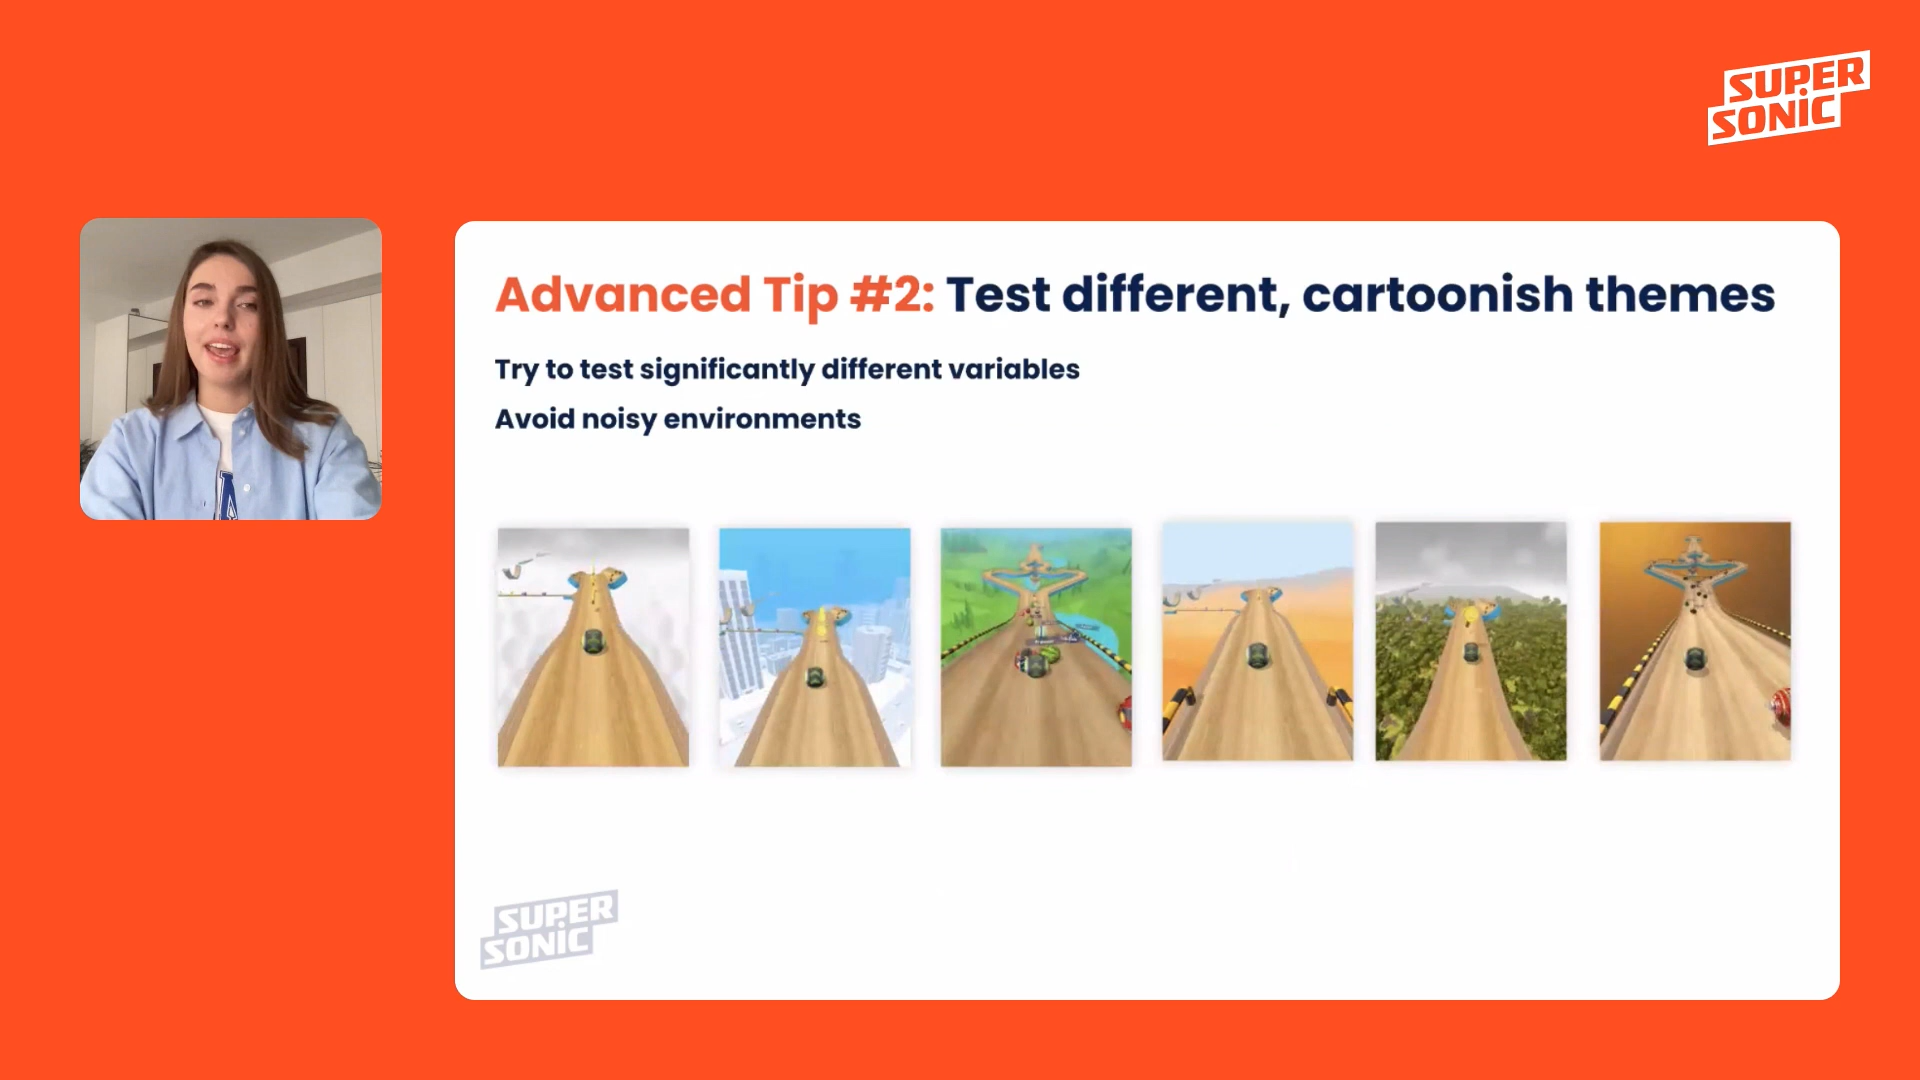 SUPER
SONIC
Advanced Tip #2: Test different, cartoonish themes
Try to test significantly different variables
Avoid noisy environments
A
SUPER
SONIC